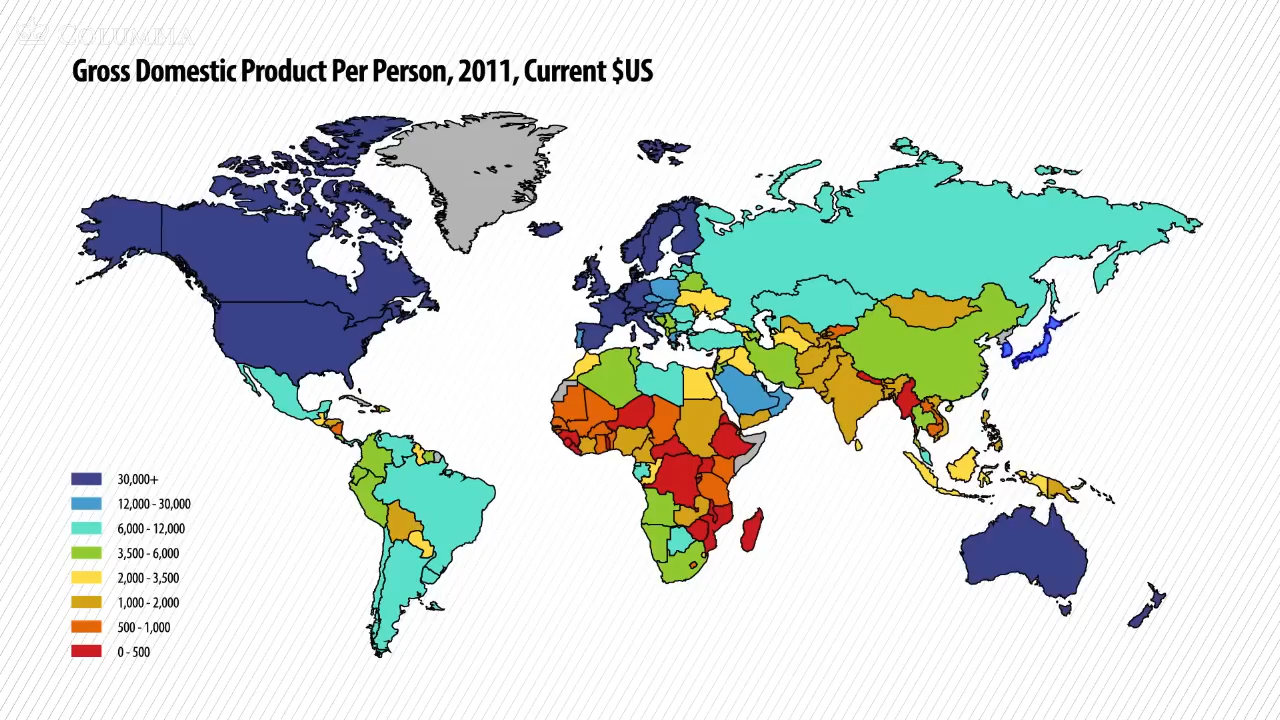 COLUMBIA
Gross Domestic Product Per Person, 2011, Current $US
30,000+
12,000 - 30,000
6,000 - 12,000
3,500 - 6,000
2,000 - 3,500
1,000 - 2,000
500 - 1,000
0 - 500